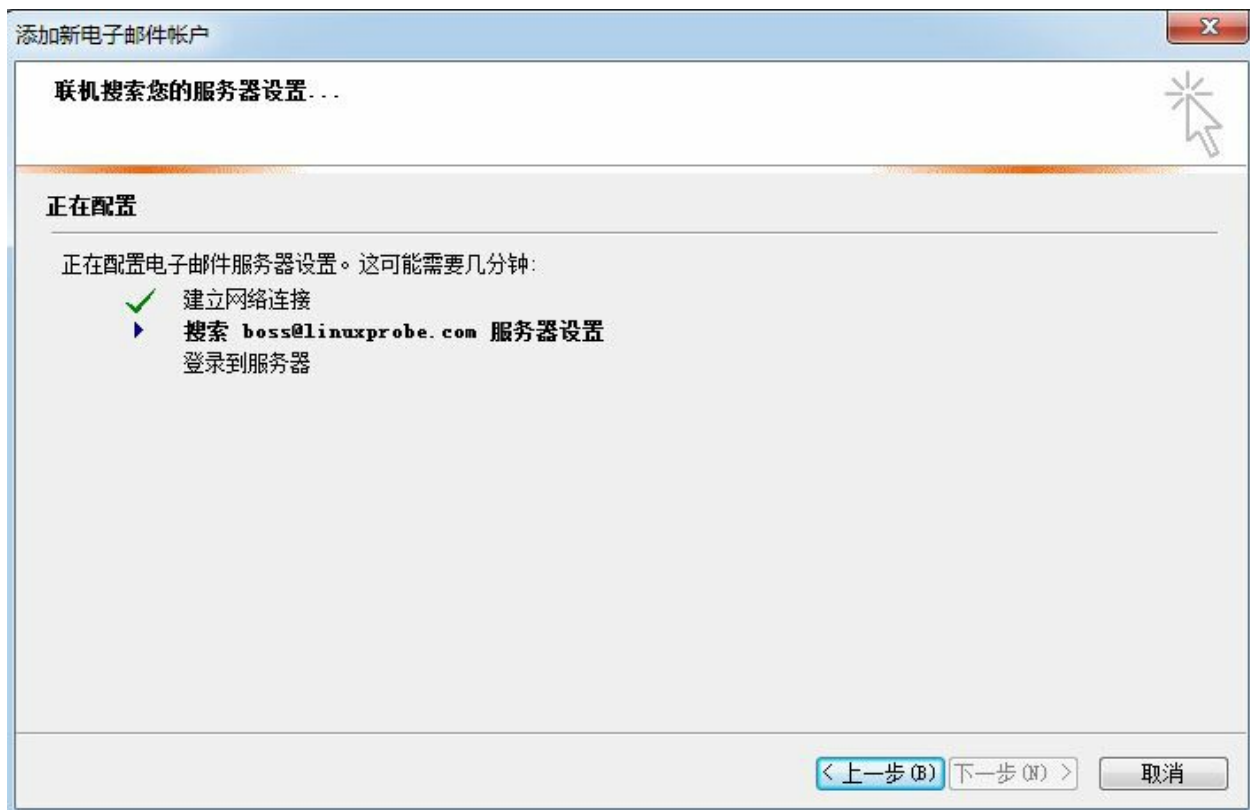 添加新电子邮件帐户
联机搜索您的服务器设置...
正在配置
正在配置电子邮件服务器设置。这可能需要几分钟:
建立网络连接
搜索 boss@linuxprobe.com 服务器设置
登录到服务器
< 上一步(B) 下一步(N) > 取消